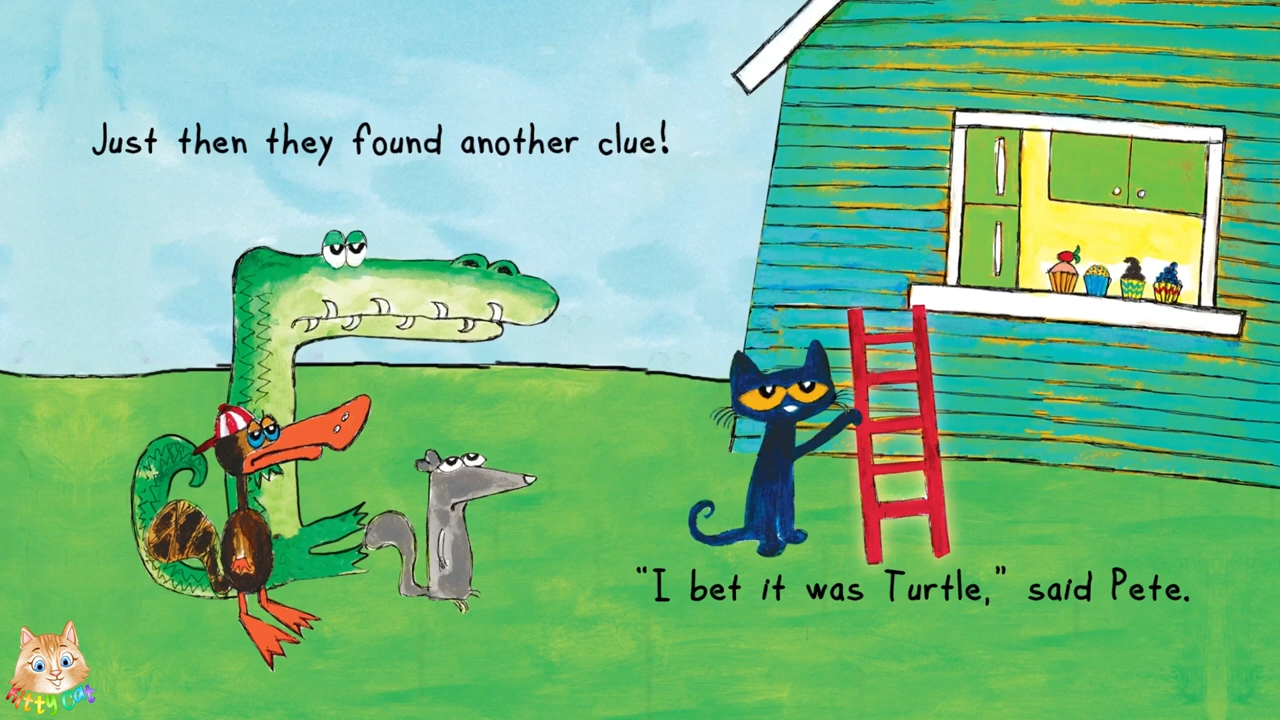 Just then they found another clue!
"I bet it was Turtle," said Pete.
Kitty Cat